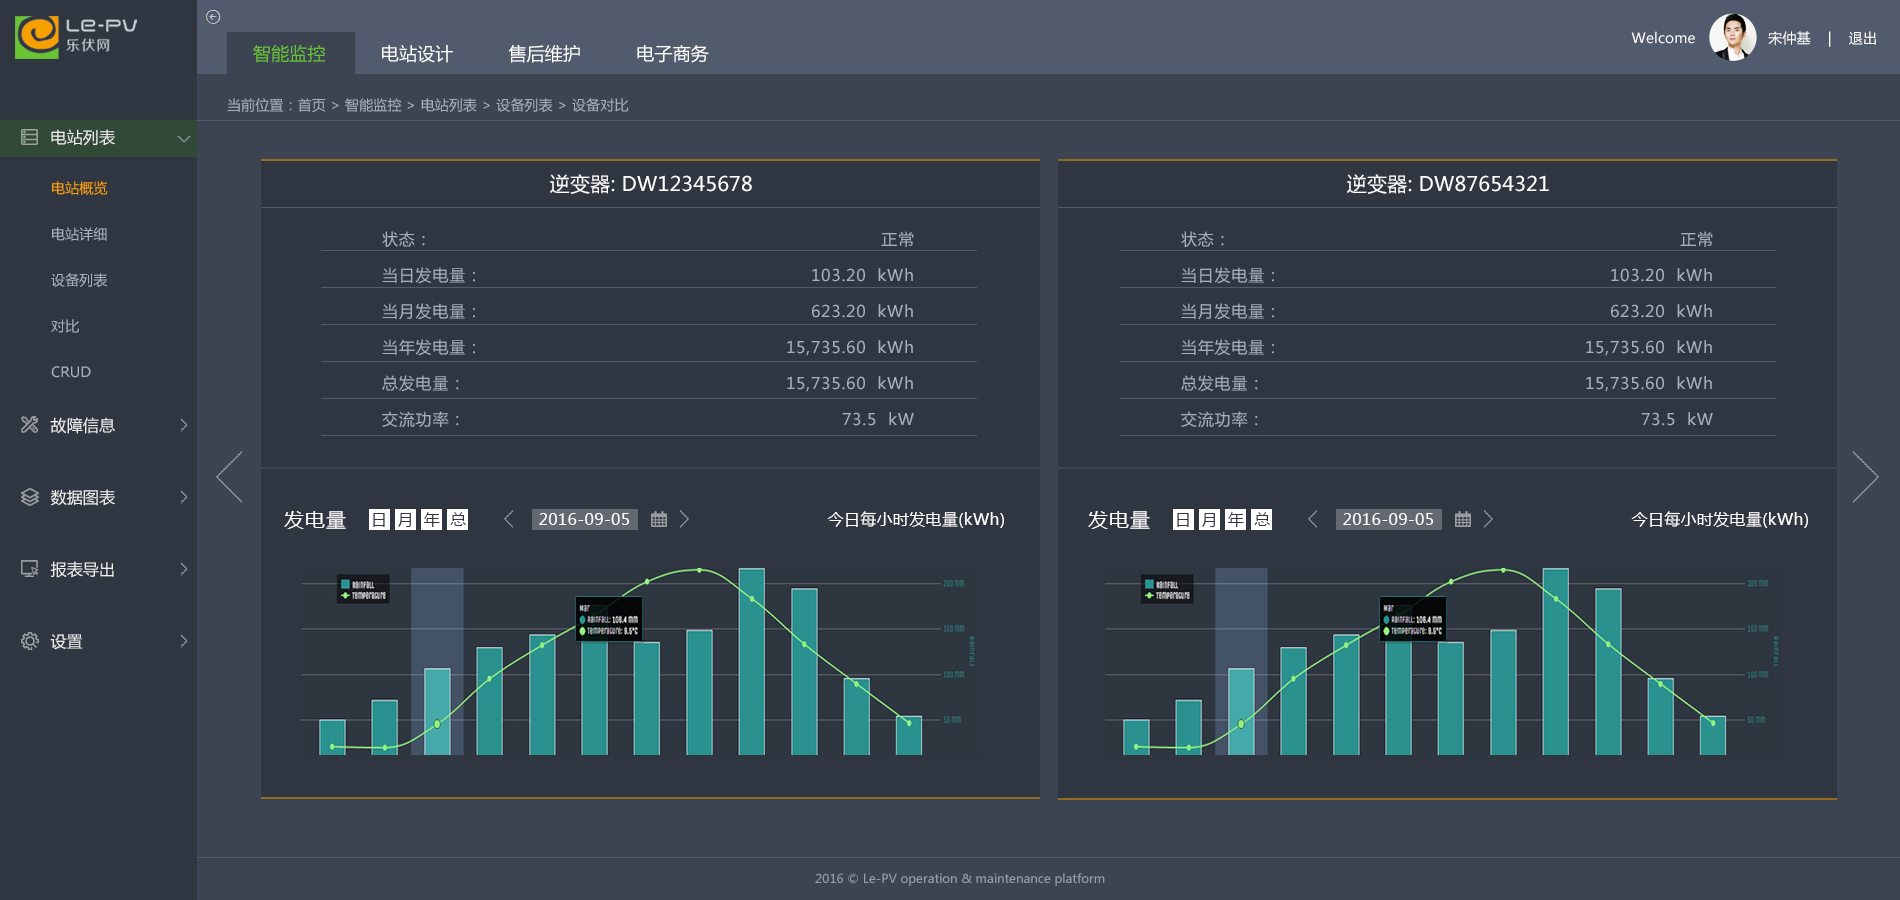 Le-PV
乐伏网
智能监控 电站设计 售后维护 电子商务
Welcome 宋仲基 | 退出
当前位置：首页 > 智能监控 > 电站列表 > 设备列表 > 设备对比
电站列表
电站概览
电站详细
设备列表
对比
CRUD
故障信息
数据图表
报表导出
设置
逆变器: DW12345678
状态： 正常
当日发电量： 103.20 kWh
当月发电量： 623.20 kWh
当年发电量： 15,735.60 kWh
总发电量： 15,735.60 kWh
交流功率： 73.5 kW
发电量 日 月 年 总 2016-09-05 今日每小时发电量(kWh)
Rainfall
Temperature
Mar
Rainfall: 108.4 mm
Temperature: 8.5°C
200 mm
150 mm
100 mm
50 mm
Rainfall
逆变器: DW87654321
状态： 正常
当日发电量： 103.20 kWh
当月发电量： 623.20 kWh
当年发电量： 15,735.60 kWh
总发电量： 15,735.60 kWh
交流功率： 73.5 kW
发电量 日 月 年 总 2016-09-05 今日每小时发电量(kWh)
Rainfall
Temperature
Mar
Rainfall: 108.4 mm
Temperature: 8.5°C
200 mm
150 mm
100 mm
50 mm
Rainfall
2016 © Le-PV operation & maintenance platform